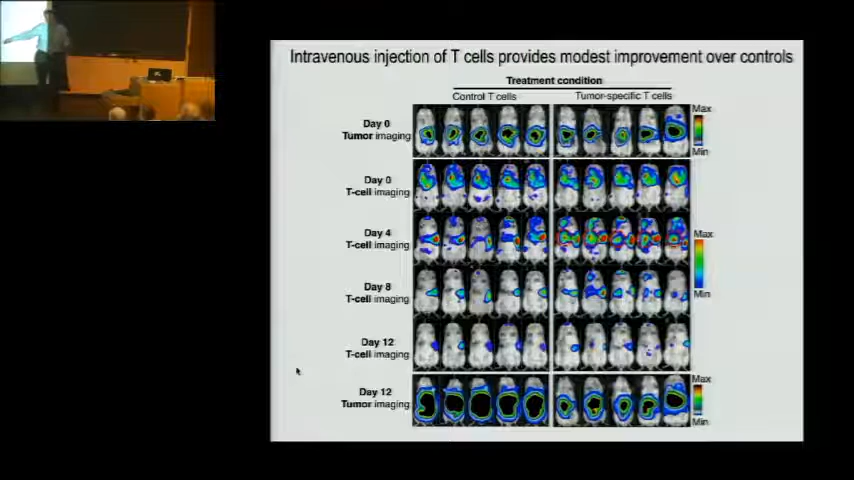 Intravenous injection of T cells provides modest improvement over controls
Treatment condition
Control T cells
Tumor-specific T cells
Day 0
Tumor imaging
Max
Min
Day 0
T-cell imaging
Day 4
T-cell imaging
Max
Min
Day 8
T-cell imaging
Day 12
T-cell imaging
Day 12
Tumor imaging
Max
Min